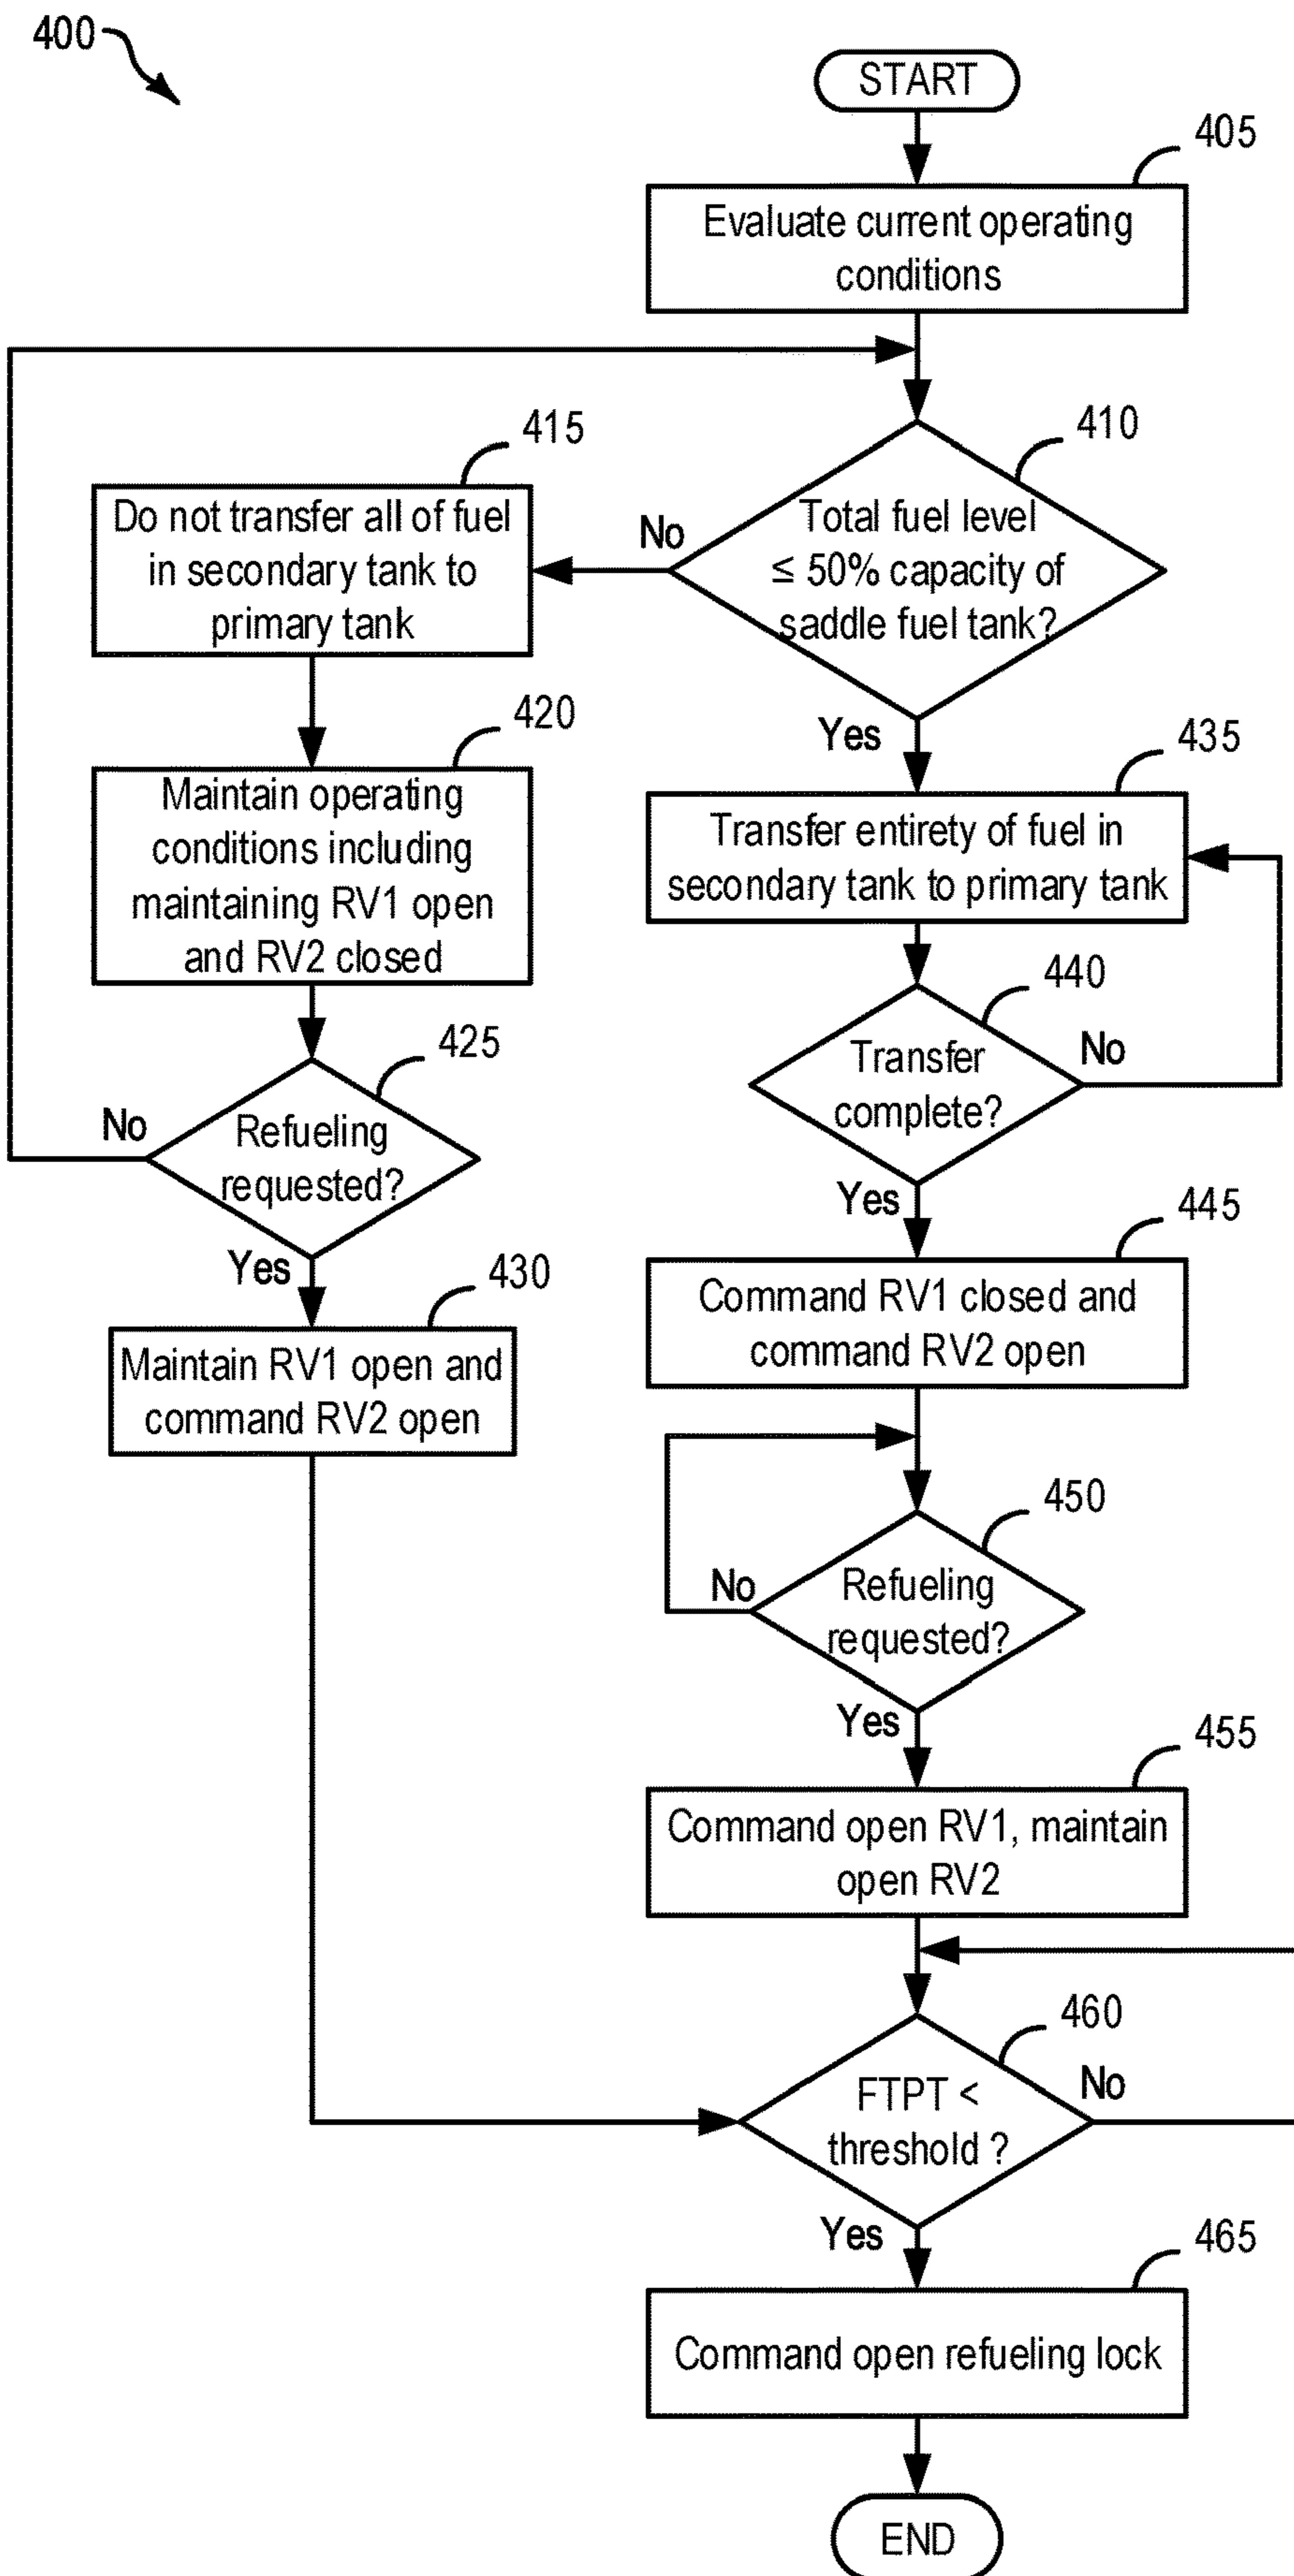 400
START
405
Evaluate current operating
conditions
410
Total fuel level
≤ 50% capacity of
saddle fuel tank?
No
415
Do not transfer all of fuel
in secondary tank to
primary tank
420
Maintain operating
conditions including
maintaining RV1 open
and RV2 closed
425
Refueling
requested?
No
Yes
430
Maintain RV1 open and
command RV2 open
Yes
435
Transfer entirety of fuel in
secondary tank to primary tank
440
Transfer
complete?
No
Yes
445
Command RV1 closed and
command RV2 open
450
Refueling
requested?
No
Yes
455
Command open RV1, maintain
open RV2
460
FTPT <
threshold ?
No
Yes
465
Command open refueling lock
END